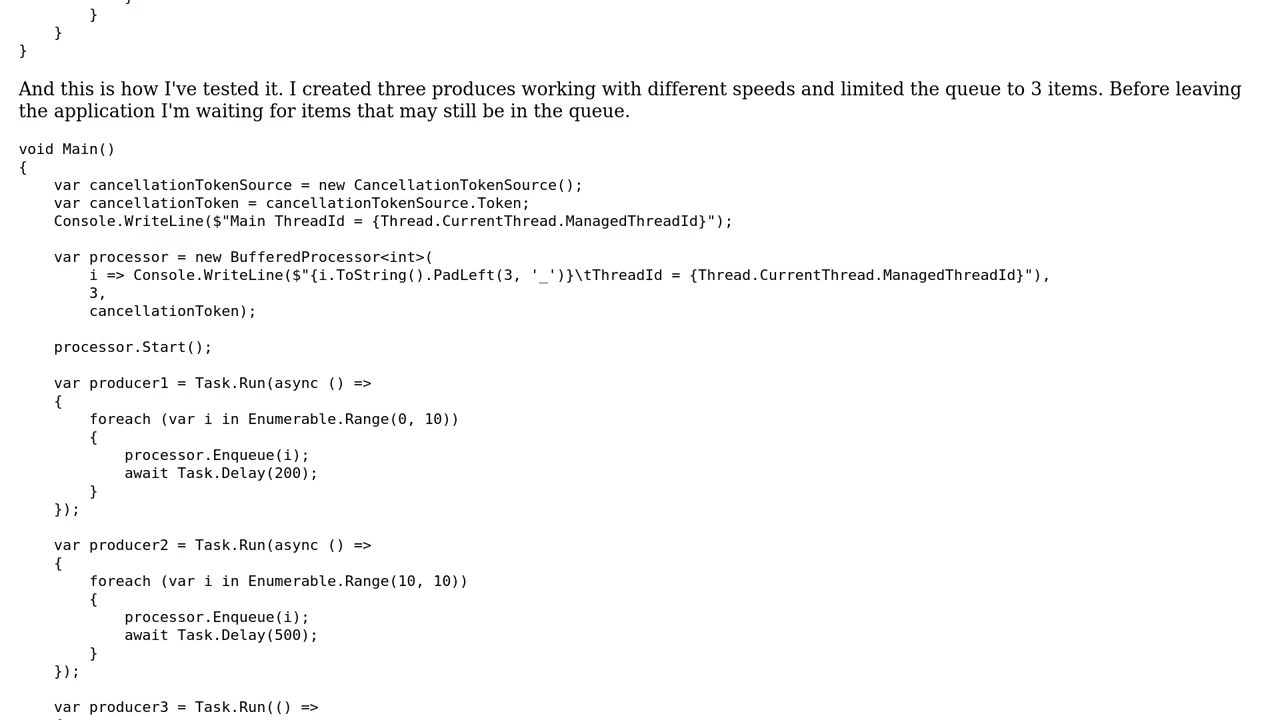 }
    }
}
And this is how I've tested it. I created three produces working with different speeds and limited the queue to 3 items. Before leaving
the application I'm waiting for items that may still be in the queue.
void Main()
{
    var cancellationTokenSource = new CancellationTokenSource();
    var cancellationToken = cancellationTokenSource.Token;
    Console.WriteLine($"Main ThreadId = {Thread.CurrentThread.ManagedThreadId}");

    var processor = new BufferedProcessor<int>(
        i => Console.WriteLine($"{i.ToString().PadLeft(3, '_')}\tThreadId = {Thread.CurrentThread.ManagedThreadId}"),
        3,
        cancellationToken);

    processor.Start();

    var producer1 = Task.Run(async () =>
    {
        foreach (var i in Enumerable.Range(0, 10))
        {
            processor.Enqueue(i);
            await Task.Delay(200);
        }
    });

    var producer2 = Task.Run(async () =>
    {
        foreach (var i in Enumerable.Range(10, 10))
        {
            processor.Enqueue(i);
            await Task.Delay(500);
        }
    });

    var producer3 = Task.Run(() =>